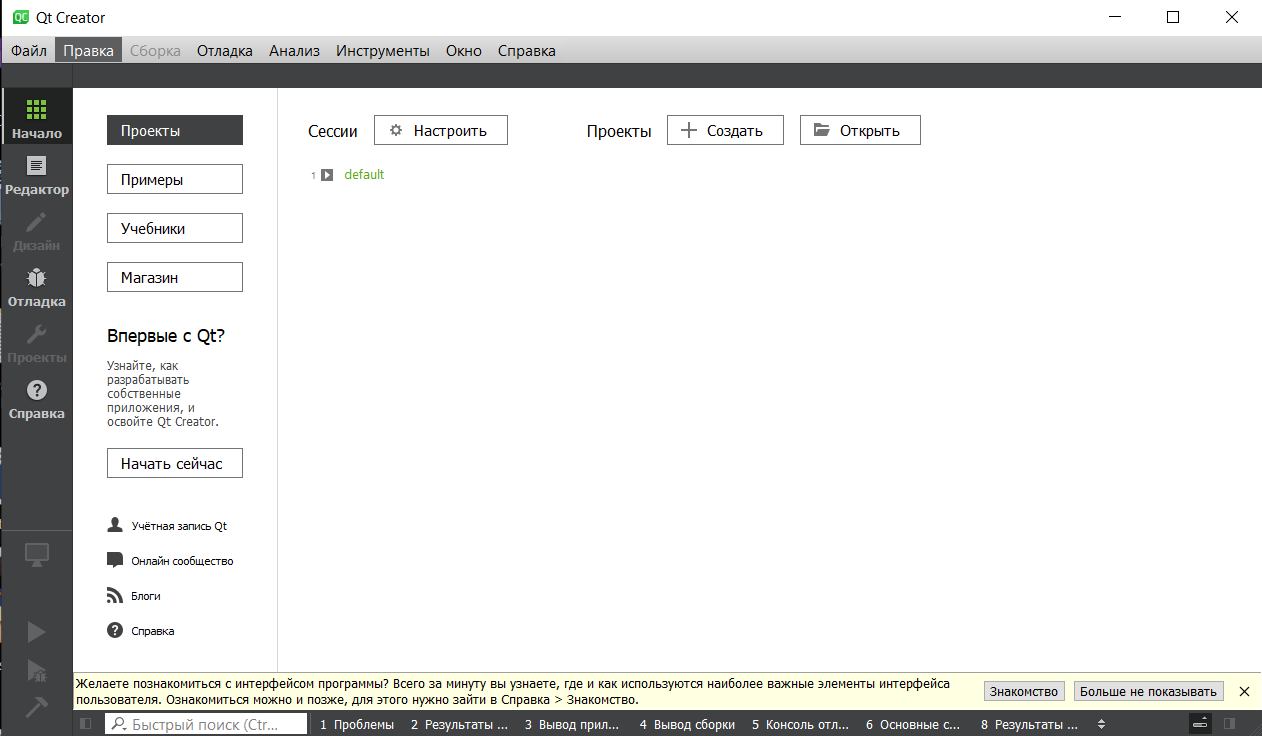 QC Qt Creator
Файл Правка Сборка Отладка Анализ Инструменты Окно Справка
Начало
Редактор
Дизайн
Отладка
Проекты
Справка
Проекты
Примеры
Учебники
Магазин
Впервые с Qt?
Узнайте, как
разрабатывать
собственные
приложения, и
освойте Qt Creator.
Начать сейчас
Учётная запись Qt
Онлайн сообщество
Блоги
Справка
Сессии Настроить Проекты Создать Открыть
1 default
Желаете познакомиться с интерфейсом программы? Всего за минуту вы узнаете, где и как используются наиболее важные элементы интерфейса
пользователя. Ознакомиться можно и позже, для этого нужно зайти в Справка > Знакомство.
Знакомство Больше не показывать
Быстрый поиск (Ctr... 1 Проблемы 2 Результаты ... 3 Вывод прил... 4 Вывод сборки 5 Консоль отл... 6 Основные с... 8 Результаты ...